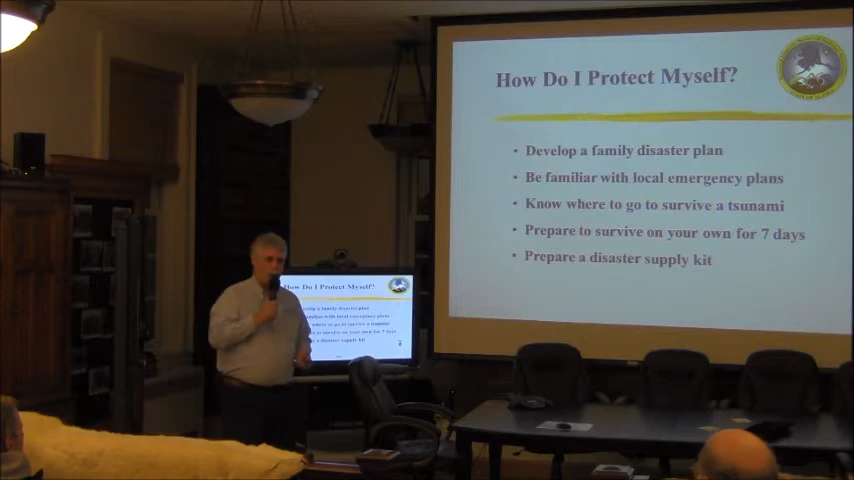 How Do I Protect Myself?
• Develop a family disaster plan
• Be familiar with local emergency plans
• Know where to go to survive a tsunami
• Prepare to survive on your own for 7 days
• Prepare a disaster supply kit
How Do I Protect Myself?